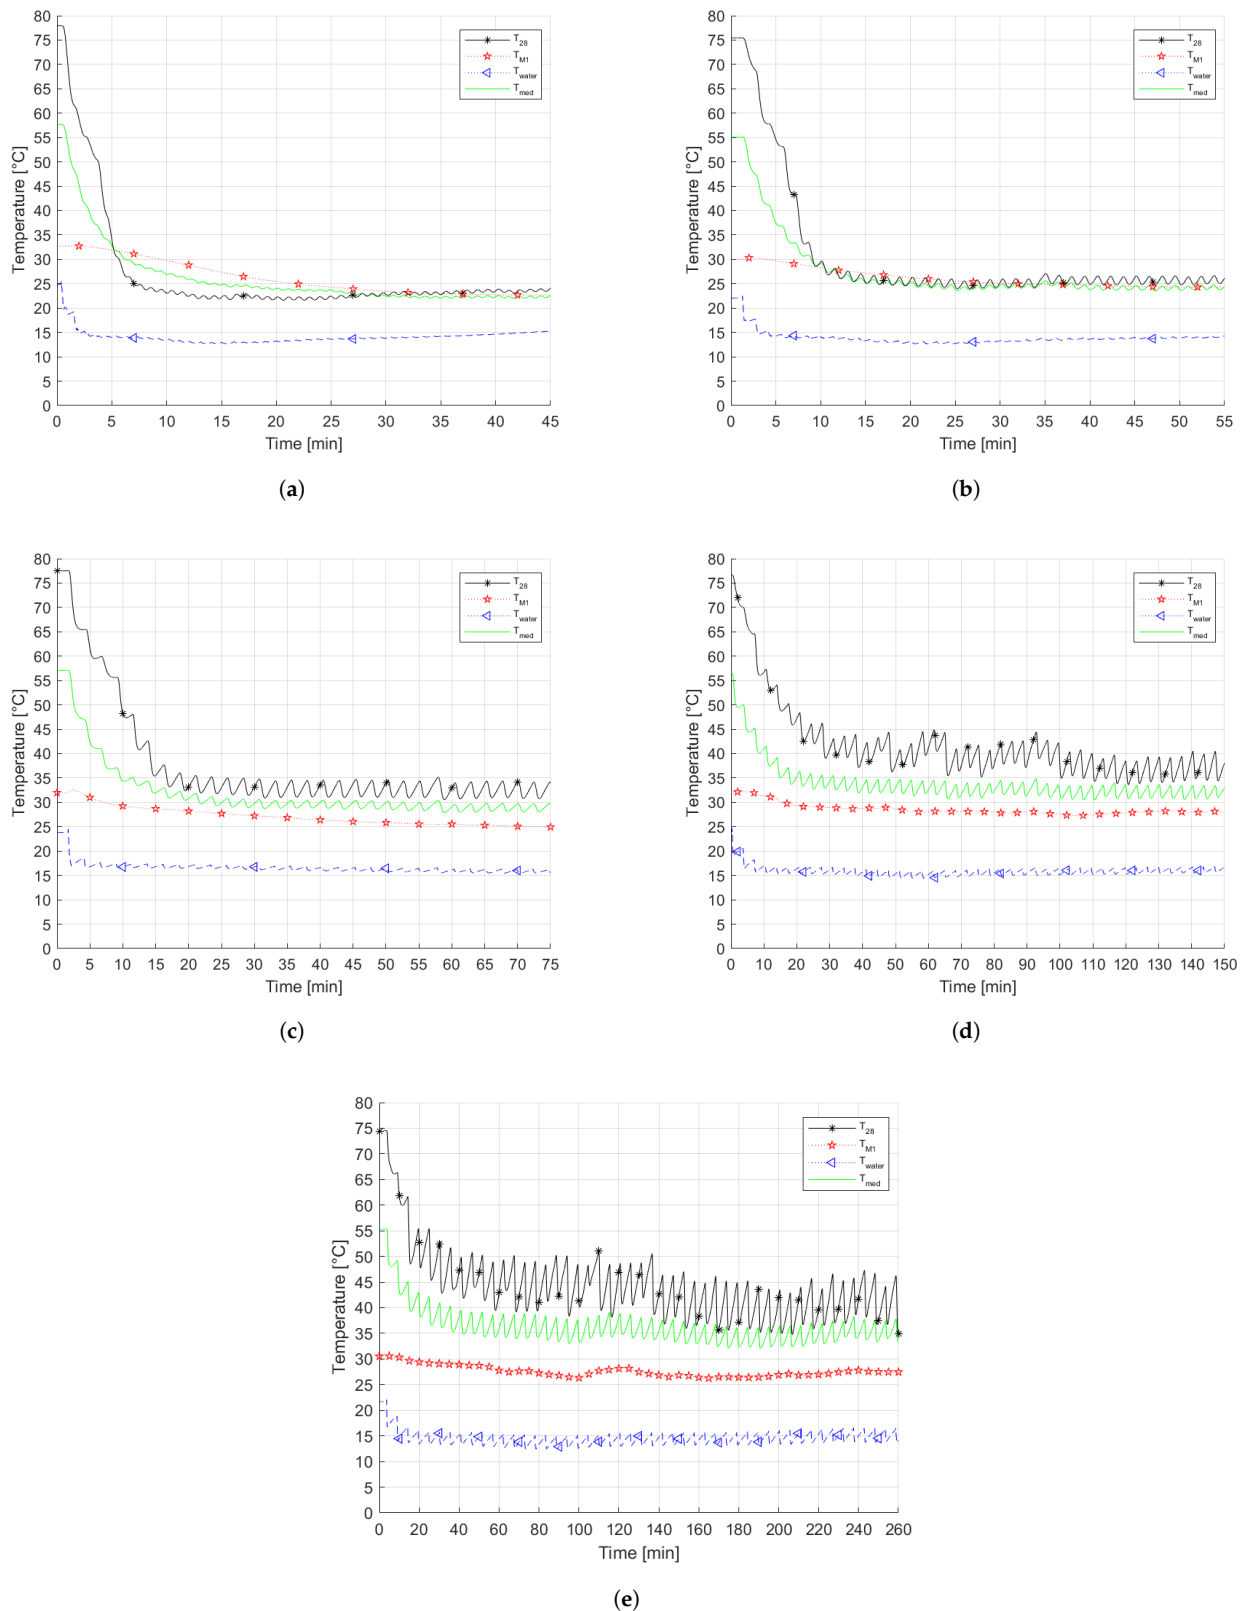 80
75
70
65
60
55
50
45
40
35
30
25
20
15
10
5
0
Temperature [°C]
T28
TM1
Twater
Tmed
0 5 10 15 20 25 30 35 40 45
Time [min]
(a)
80
75
70
65
60
55
50
45
40
35
30
25
20
15
10
5
0
Temperature [°C]
T28
TM1
Twater
Tmed
0 5 10 15 20 25 30 35 40 45 50 55
Time [min]
(b)
80
75
70
65
60
55
50
45
40
35
30
25
20
15
10
5
0
Temperature [°C]
T28
TM1
Twater
Tmed
0 5 10 15 20 25 30 35 40 45 50 55 60 65 70 75
Time [min]
(c)
80
75
70
65
60
55
50
45
40
35
30
25
20
15
10
5
0
Temperature [°C]
T28
TM1
Twater
Tmed
0 10 20 30 40 50 60 70 80 90 100 110 120 130 140 150
Time [min]
(d)
80
75
70
65
60
55
50
45
40
35
30
25
20
15
10
5
0
Temperature [°C]
T28
TM1
Twater
Tmed
0 20 40 60 80 100 120 140 160 180 200 220 240 260
Time [min]
(e)